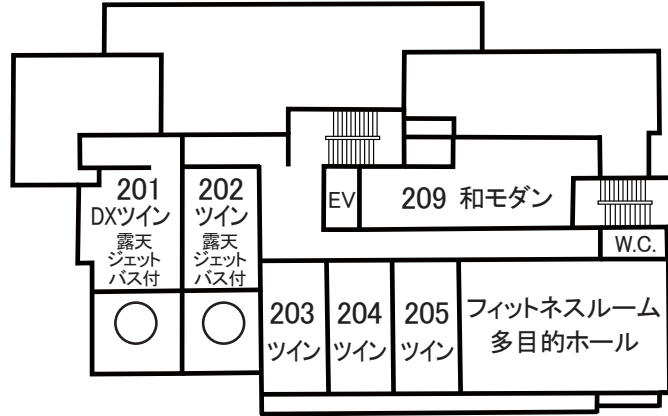 201
DXツイン
露天
ジェット
バス付
202
ツイン
露天
ジェット
バス付
EV
209 和モダン
W.C.
203
ツイン
204
ツイン
205
ツイン
フィットネスルーム
多目的ホール